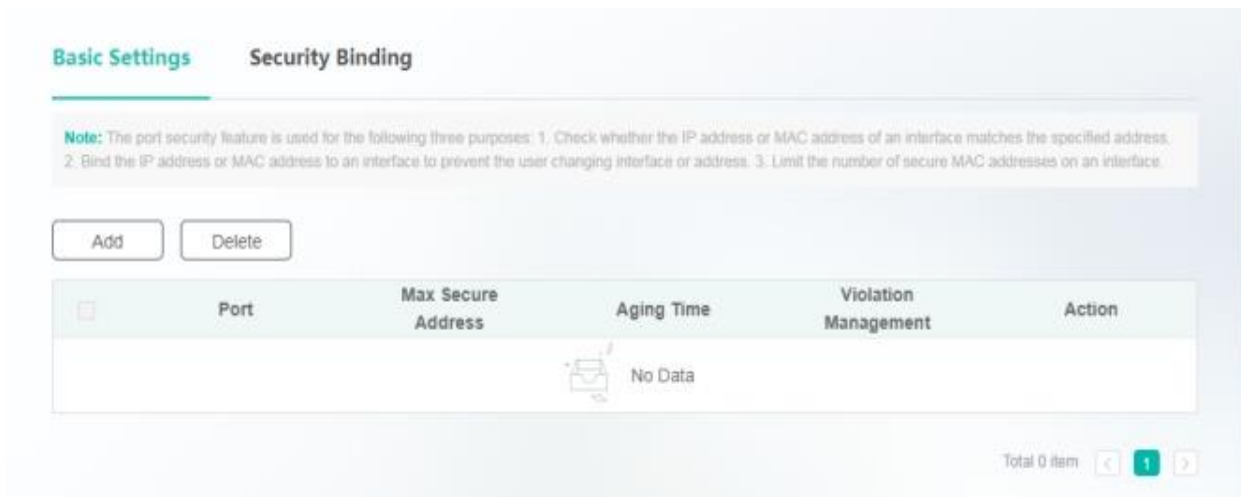 Basic Settings Security Binding
Note: The port security feature is used for the following three purposes: 1. Check whether the IP address or MAC address of an interface matches the specified address.
2. Bind the IP address or MAC address to an interface to prevent the user changing interface or address. 3. Limit the number of secure MAC addresses on an interface.
Add Delete
Port Max Secure Address Aging Time Violation Management Action
No Data
Total 0 item < 1 >